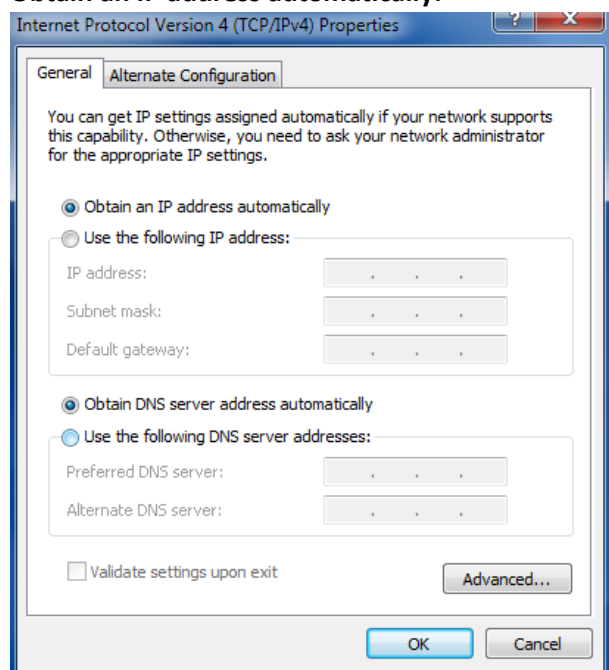 Obtain an IP address automatically.
Internet Protocol Version 4 (TCP/IPv4) Properties
? X
General Alternate Configuration
You can get IP settings assigned automatically if your network supports
this capability. Otherwise, you need to ask your network administrator
for the appropriate IP settings.
Obtain an IP address automatically
Use the following IP address:
IP address: . . .
Subnet mask: . . .
Default gateway: . . .
Obtain DNS server address automatically
Use the following DNS server addresses:
Preferred DNS server: . . .
Alternate DNS server: . . .
Validate settings upon exit
Advanced...
OK Cancel